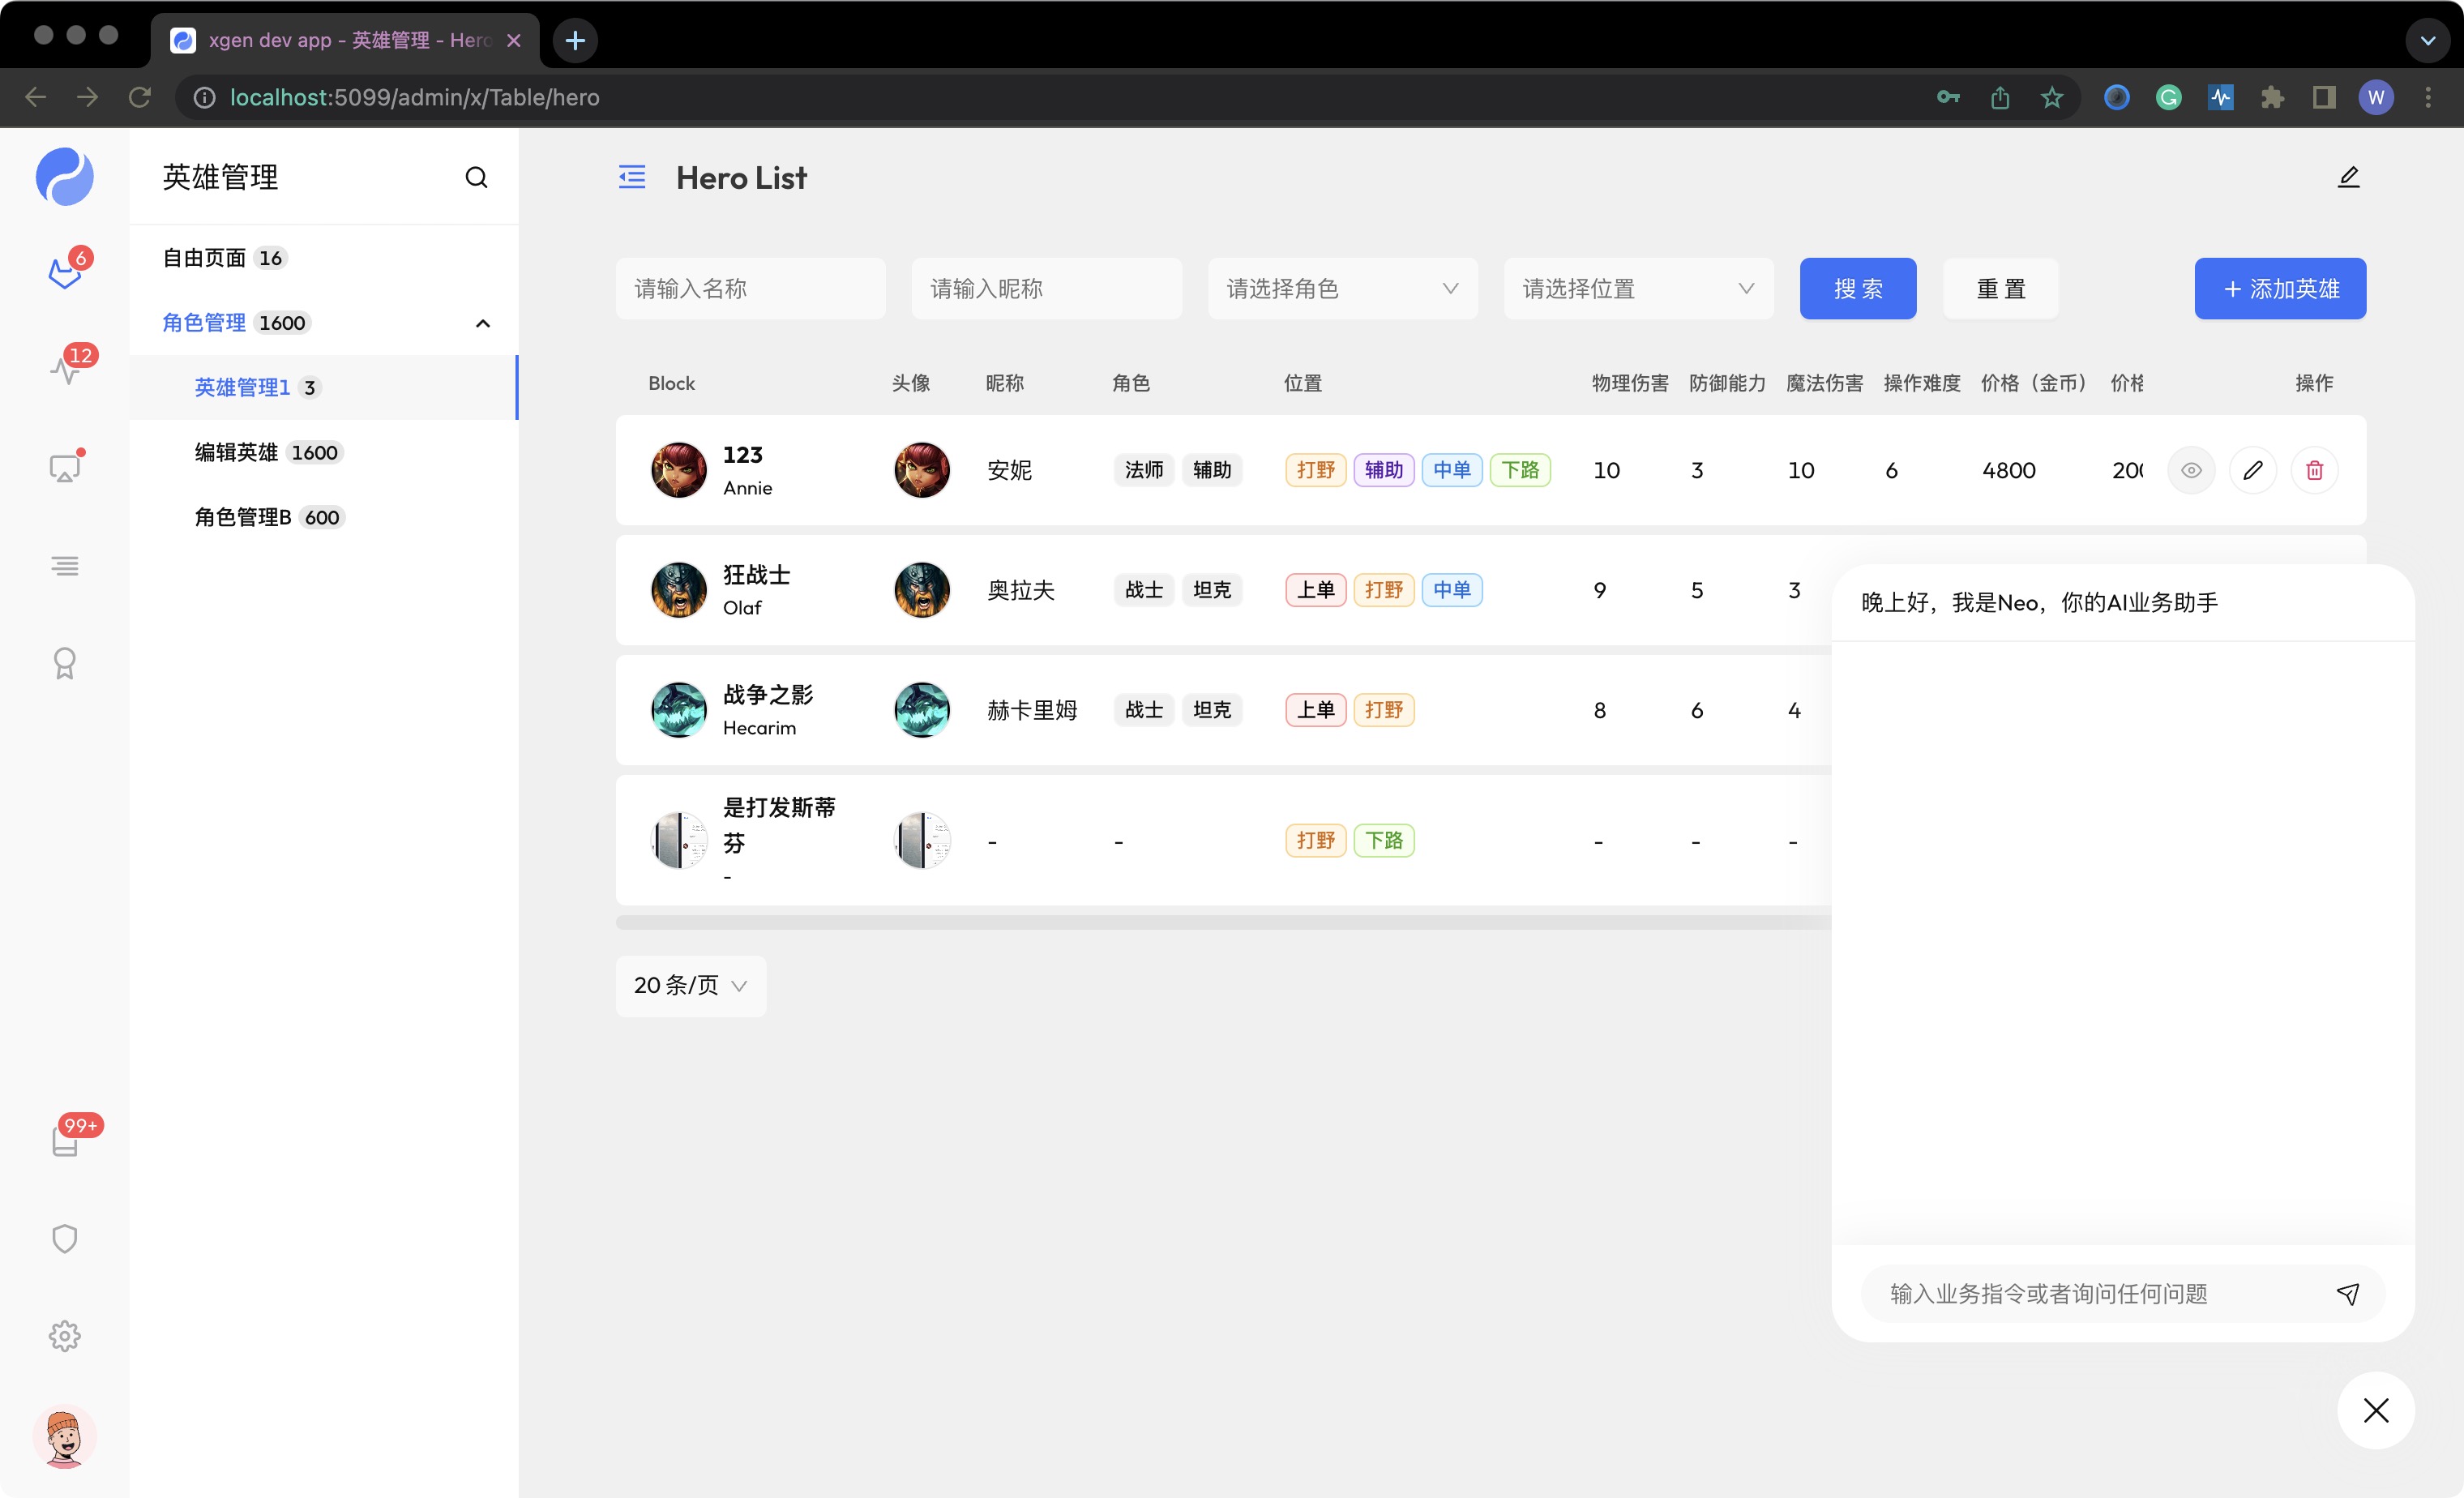 xgen dev app - 英雄管理 - Hero
localhost:5099/admin/x/Table/hero
W
英雄管理
Hero List
6
自由页面 16
请输入名称 请输入昵称 请选择角色 请选择位置 搜 索 重 置 + 添加英雄
角色管理 1600
12
英雄管理1 3
编辑英雄 1600
角色管理B 600
Block 头像 昵称 角色 位置 物理伤害 防御能力 魔法伤害 操作难度 价格（金币） 价格 操作
123
Annie
安妮 法师 辅助 打野 辅助 中单 下路 10 3 10 6 4800 200
狂战士
Olaf
奥拉夫 战士 坦克 上单 打野 中单 9 5 3
战争之影
Hecarim
赫卡里姆 战士 坦克 上单 打野 8 6 4
是打发斯蒂
芬
-
- - 打野 下路 - - -
20 条/页
晚上好，我是Neo，你的AI业务助手
输入业务指令或者询问任何问题
99+